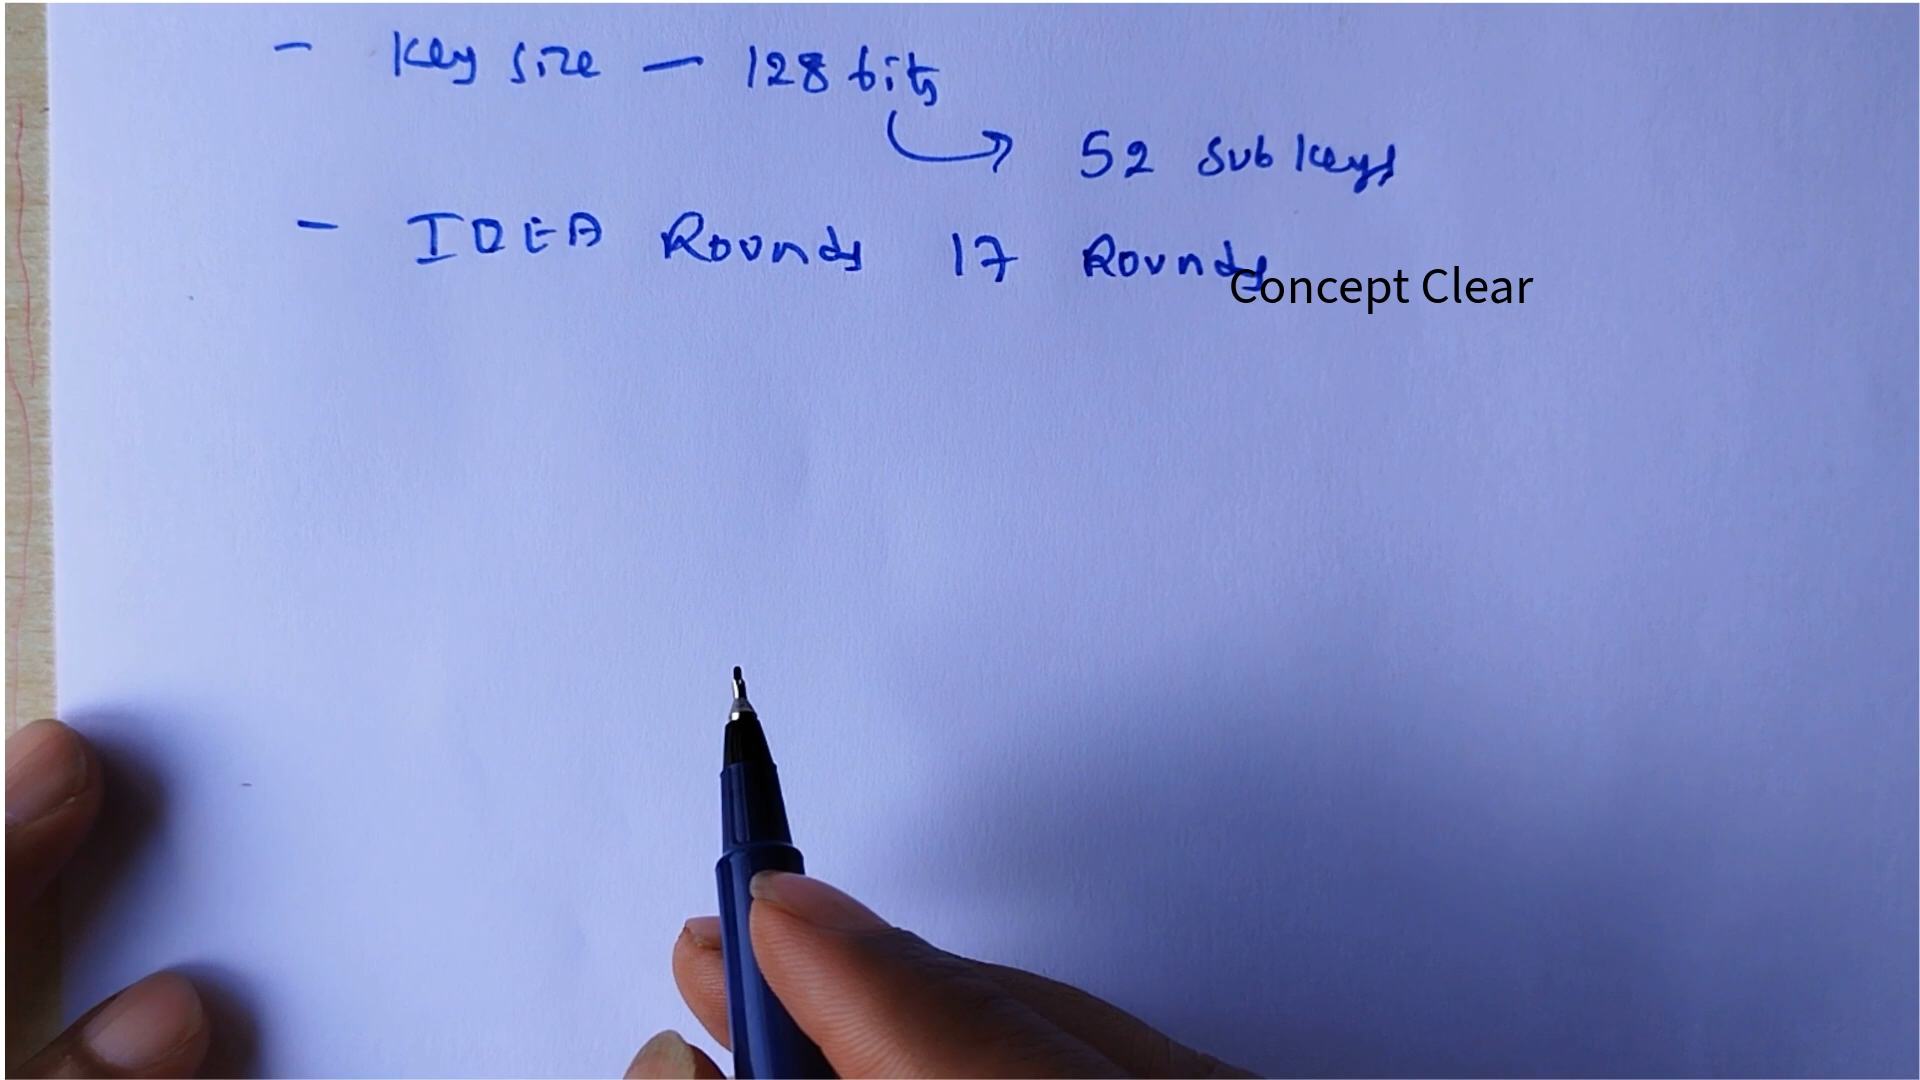 - Key size - 128 bits
→ 52 sub keys
- IDEA Rounds 17 Rounds
Concept Clear